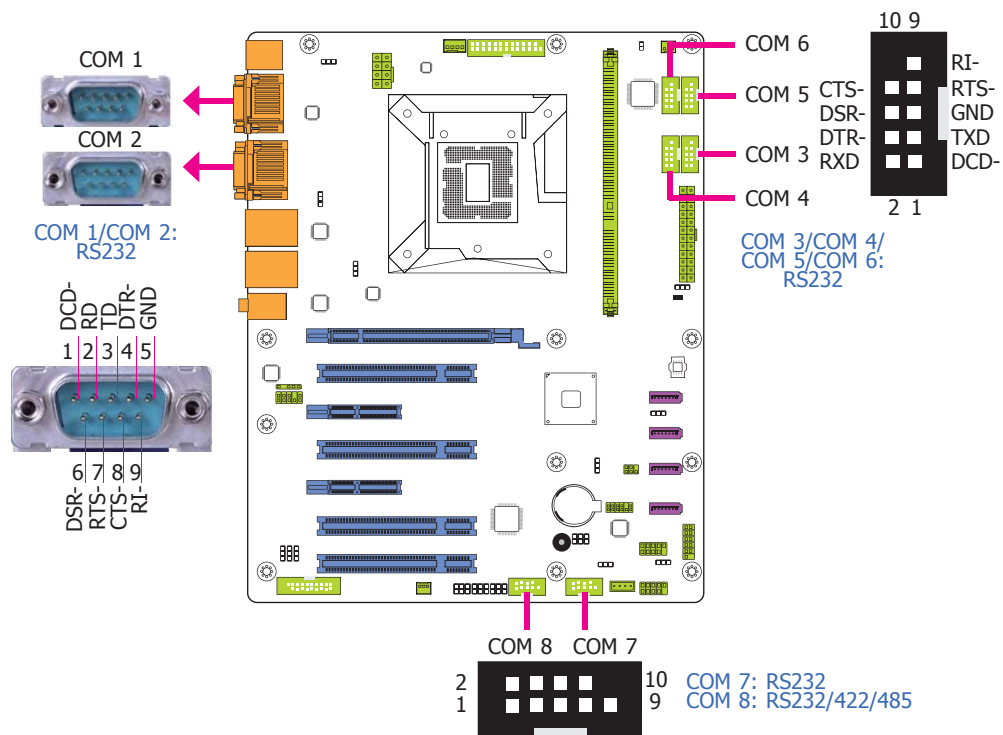 COM 1
COM 2
COM 1/COM 2:
RS232
DCD-
RD
TD
DTR-
GND
1 2 3 4 5
6 7 8 9
DSR-
RTS-
CTS-
RI-
COM 6
COM 5
COM 3
COM 4
10 9
RI-
CTS- RTS-
DSR- GND
DTR- TXD
RXD DCD-
2 1
COM 3/COM 4/
COM 5/COM 6:
RS232
COM 8 COM 7
2 10
1 9
COM 7: RS232
COM 8: RS232/422/485